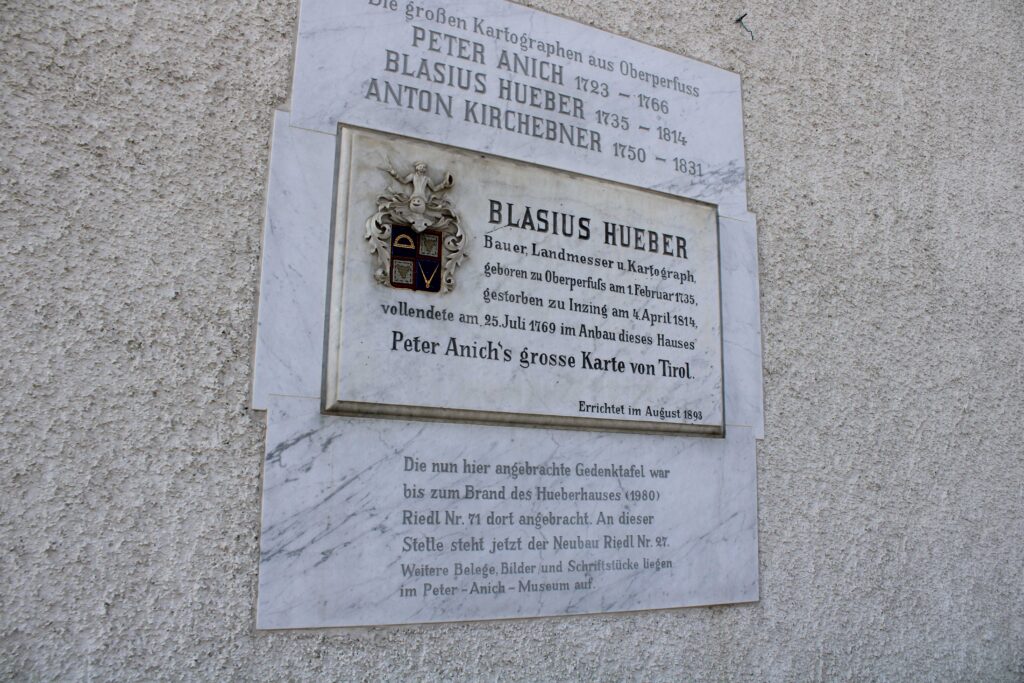 Die großen Kartographen aus Oberperfuss
PETER ANICH 1723 – 1766
BLASIUS HUEBER 1735 – 1814
ANTON KIRCHEBNER 1750 – 1831
BLASIUS HUEBER
Bauer, Landmesser u. Kartograph,
geboren zu Oberperfuſs am 1. Februar 1735,
gestorben zu Inzing am 4. April 1814,
vollendete am 25. Juli 1769 im Anbau dieses Hauses
Peter Anich's grosse Karte von Tirol.
Errichtet im August 1893
Die nun hier angebrachte Gedenktafel war
bis zum Brand des Hueberhauses (1980)
Riedl Nr. 71 dort angebracht. An dieser
Stelle steht jetzt der Neubau Riedl Nr. 27.
Weitere Belege, Bilder und Schriftstücke liegen
im Peter – Anich – Museum auf.